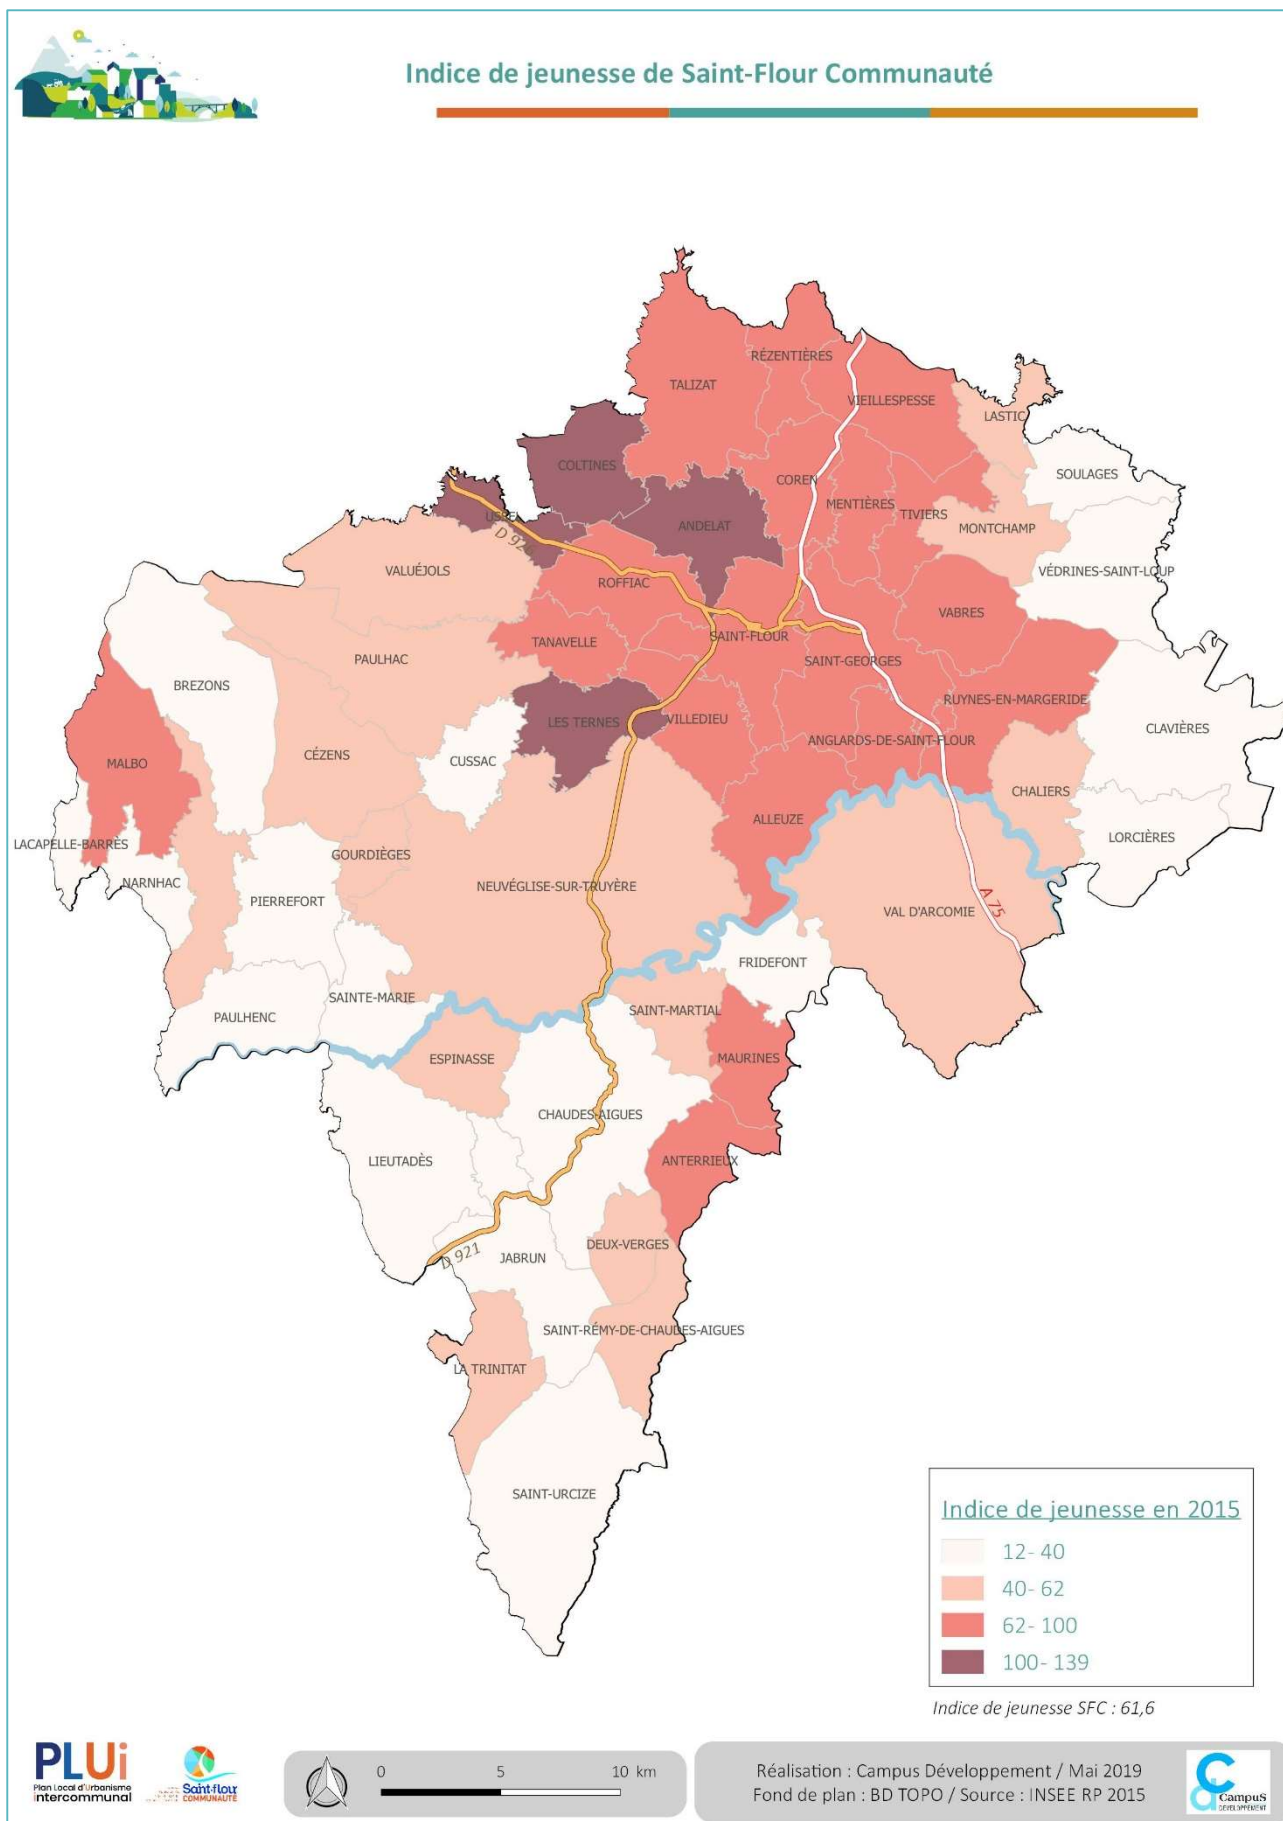 Indice de jeunesse de Saint-Flour Communauté
RÉZENTIÈRES
TALIZAT
VIEILLESPESSE
LASTIC
COLTINES
SOULAGES
COREN
MENTIÈRES
TIVIERS
ANDELAT
MONTCHAMP
D 926
VALUÉJOLS
VÉDRINES-SAINT-LOUP
ROFFIAC
VABRES
TANAVELLE
SAINT-FLOUR
PAULHAC
SAINT-GEORGES
BREZONS
RUYNES-EN-MARGERIDE
LES TERNES
VILLEDIEU
CLAVIÈRES
ANGLARDS-DE-SAINT-FLOUR
CÉZENS
CUSSAC
MALBO
CHALIERS
ALLEUZE
LORCIÈRES
LACAPELLE-BARRÈS
GOURDIÈGES
NARNHAC
NEUVÉGLISE-SUR-TRUYÈRE
PIERREFORT
A 75
VAL D'ARCOMIE
FRIDEFONT
SAINTE-MARIE
SAINT-MARTIAL
PAULHENC
ESPINASSE
MAURINES
CHAUDES-AIGUES
LIEUTADÈS
ANTERRIEUX
DEUX-VERGES
D 921
JABRUN
SAINT-RÉMY-DE-CHAUDES-AIGUES
LA TRINITAT
SAINT-URCIZE
Indice de jeunesse en 2015
12- 40
40- 62
62- 100
100- 139
Indice de jeunesse SFC : 61,6
PLUi
Plan Local d'Urbanisme
intercommunal
Saint-flour
COMMUNAUTÉ
0 5 10 km
Réalisation : Campus Développement / Mai 2019
Fond de plan : BD TOPO / Source : INSEE RP 2015
CampuS
DÉVELOPPEMENT